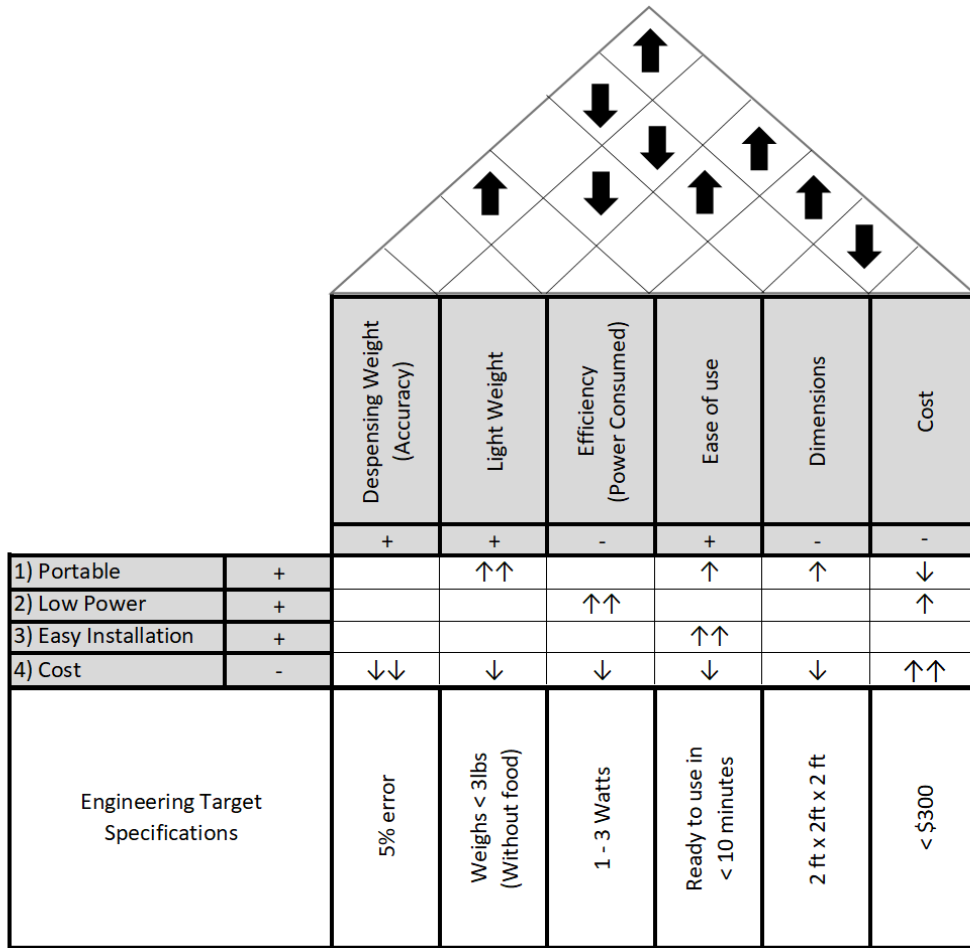 Despensing Weight
(Accuracy)
Light Weight
Efficiency
(Power Consumed)
Ease of use
Dimensions
Cost
+ + - + - -
1) Portable + ↑↑ ↑ ↑ ↓
2) Low Power + ↑↑ ↑
3) Easy Installation + ↑↑
4) Cost - ↓↓ ↓ ↓ ↓ ↓ ↑↑
Engineering Target
Specifications
5% error
Weighs < 3lbs
(Without food)
1 - 3 Watts
Ready to use in
< 10 minutes
2 ft x 2ft x 2 ft
< $300